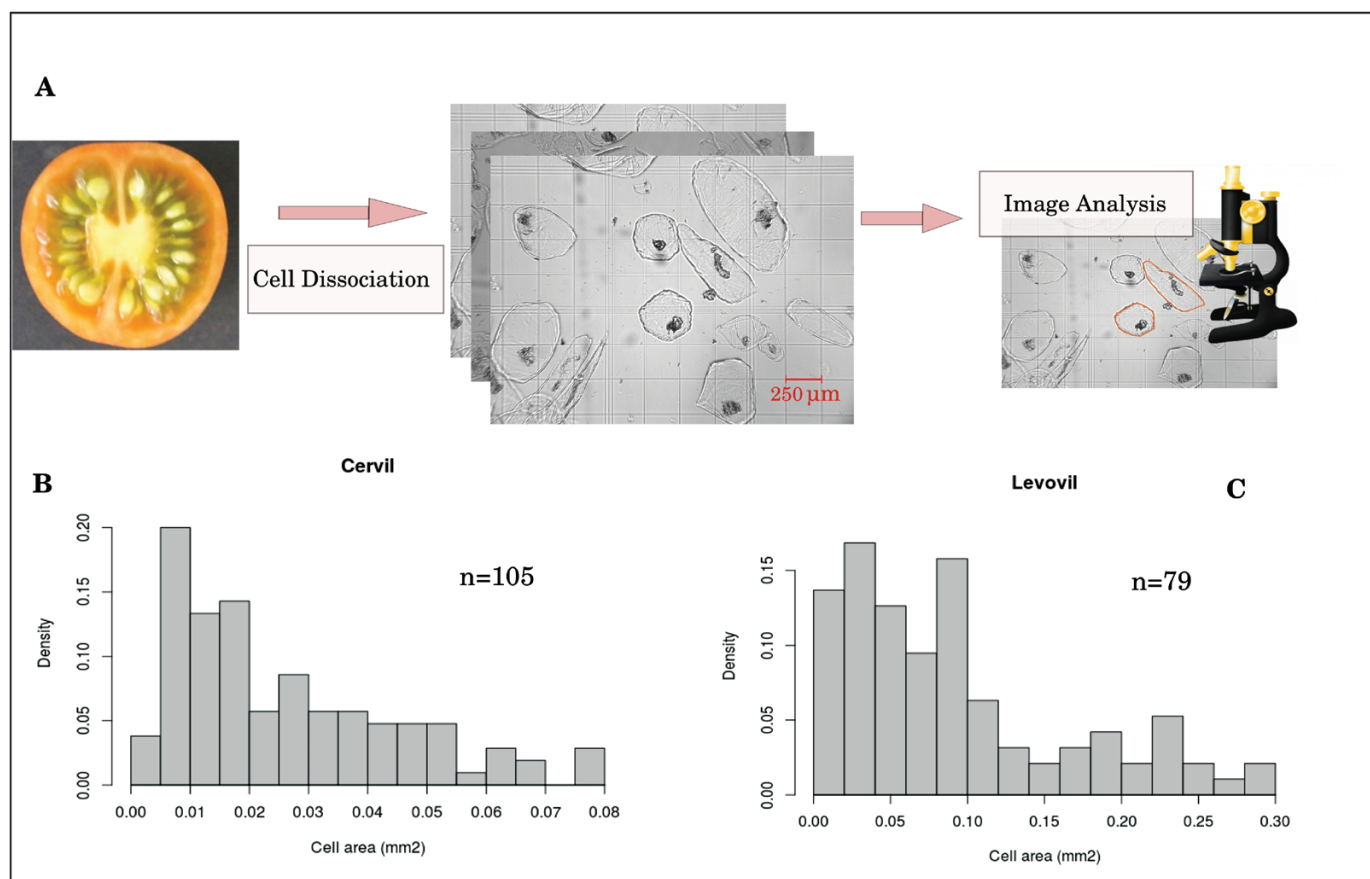 A
Cell Dissociation
Image Analysis
250 µm
Cervil
B
n=105
Density
0.00
0.05
0.10
0.15
0.20
0.00 0.01 0.02 0.03 0.04 0.05 0.06 0.07 0.08
Cell area (mm2)
Levovil
C
n=79
Density
0.00
0.05
0.10
0.15
0.00 0.05 0.10 0.15 0.20 0.25 0.30
Cell area (mm2)